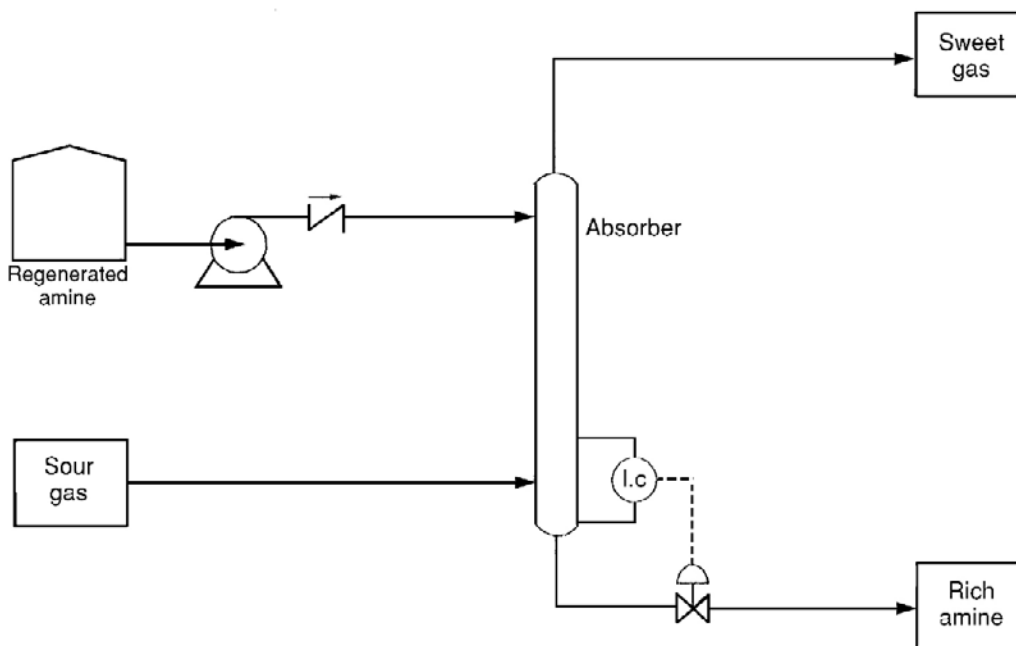 Sweet
gas
Regenerated
amine
Absorber
Sour
gas
I.c
Rich
amine